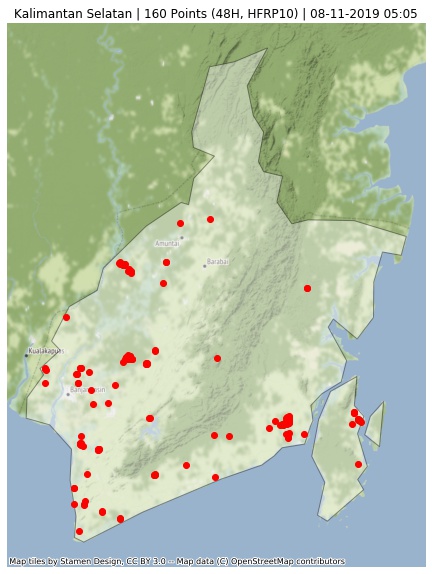 Kalimantan Selatan | 160 Points (48H, HFRP10) | 08-11-2019 05:05
Amuntai
Barabai
Kualakapuas
Map tiles by Stamen Design, CC BY 3.0 -- Map data (C) OpenStreetMap contributors